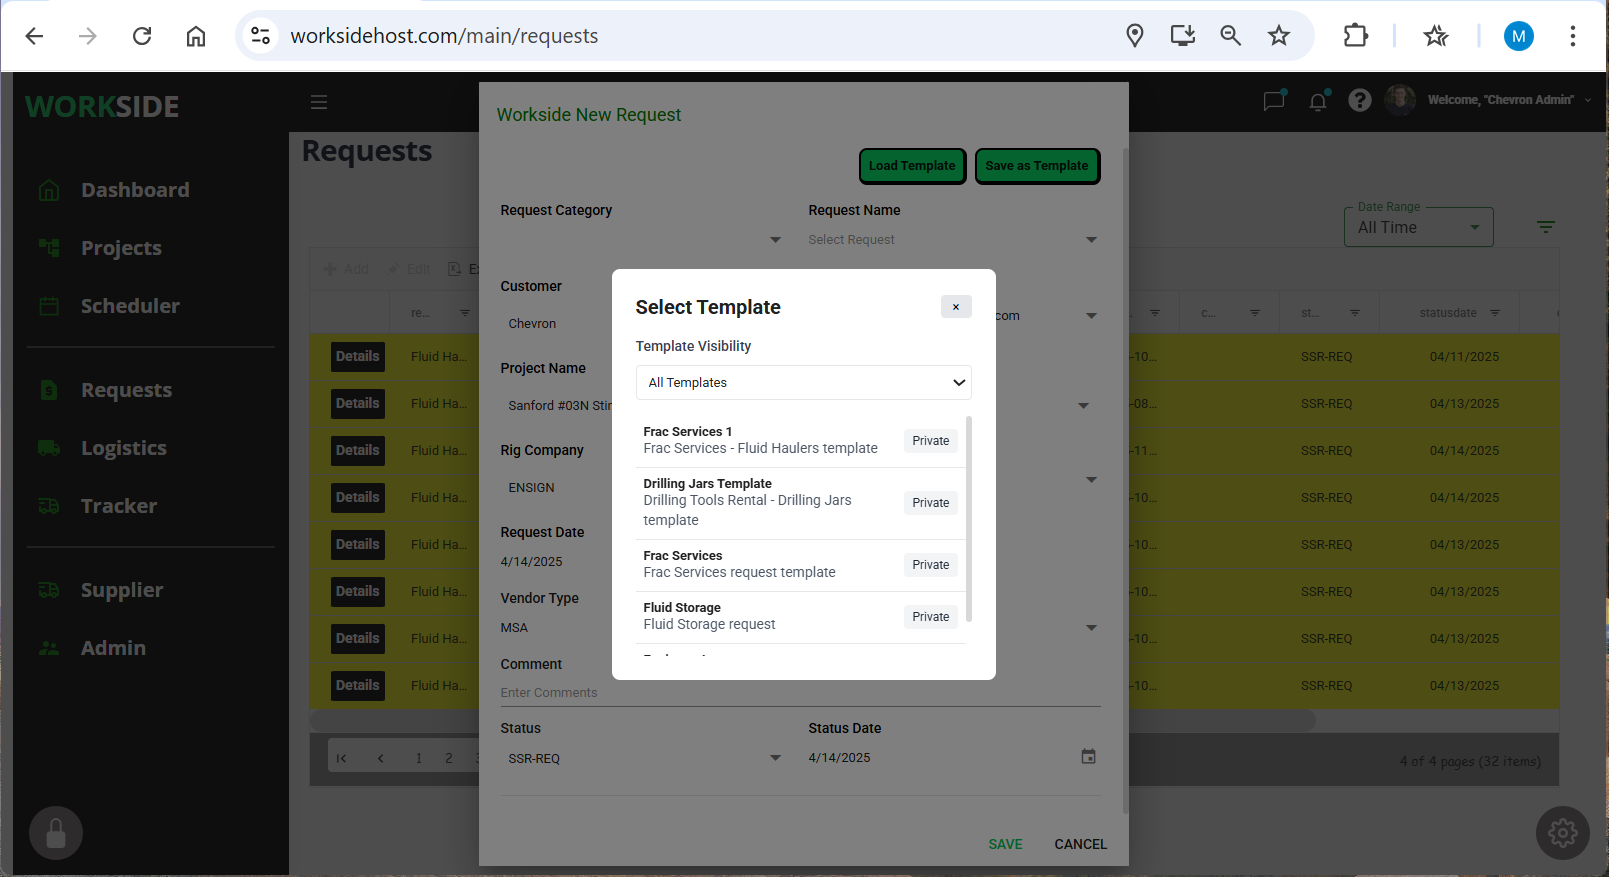 worksidehost.com/main/requests
M
WORKSIDE
Welcome, "Chevron Admin"
Dashboard
Projects
Scheduler
Requests
Logistics
Tracker
Supplier
Admin
Requests
Date Range
All Time
Add
Edit
re...
c...
st...
statusdate
Details
Fluid Ha...
-10...
SSR-REQ
04/11/2025
Details
Fluid Ha...
-08...
SSR-REQ
04/13/2025
Details
Fluid Ha...
-11...
SSR-REQ
04/14/2025
Details
Fluid Ha...
SSR-REQ
04/14/2025
Details
Fluid Ha...
-10...
SSR-REQ
04/13/2025
Details
Fluid Ha...
-10...
SSR-REQ
04/13/2025
Details
Fluid Ha...
-10...
SSR-REQ
04/13/2025
Details
Fluid Ha...
-10...
SSR-REQ
04/13/2025
1
2
4 of 4 pages (32 items)
Workside New Request
Load Template
Save as Template
Request Category
Request Name
Select Request
Customer
Chevron
com
Project Name
Sanford #03N
Rig Company
ENSIGN
Request Date
4/14/2025
Vendor Type
MSA
Comment
Enter Comments
Status
SSR-REQ
Status Date
4/14/2025
SAVE
CANCEL
Select Template
×
Template Visibility
All Templates
Frac Services 1
Frac Services - Fluid Haulers template
Private
Drilling Jars Template
Drilling Tools Rental - Drilling Jars
template
Private
Frac Services
Frac Services request template
Private
Fluid Storage
Fluid Storage request
Private